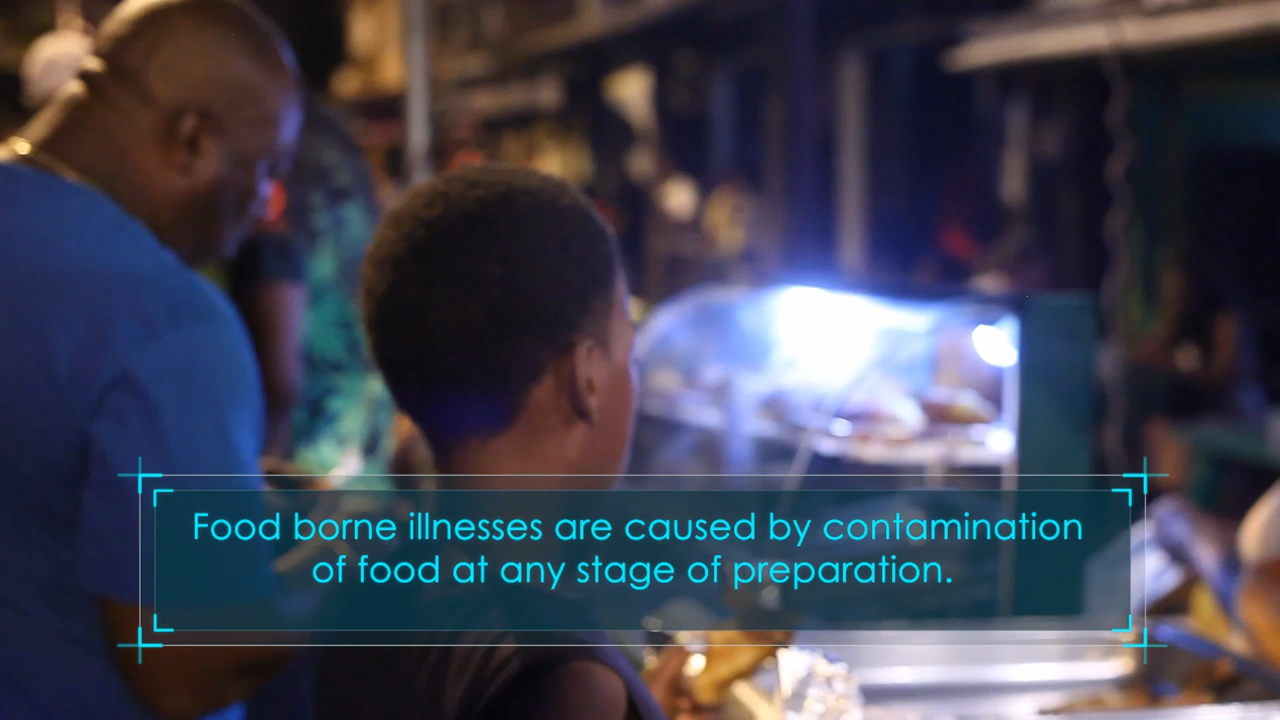 Food borne illnesses are caused by contamination
of food at any stage of preparation.